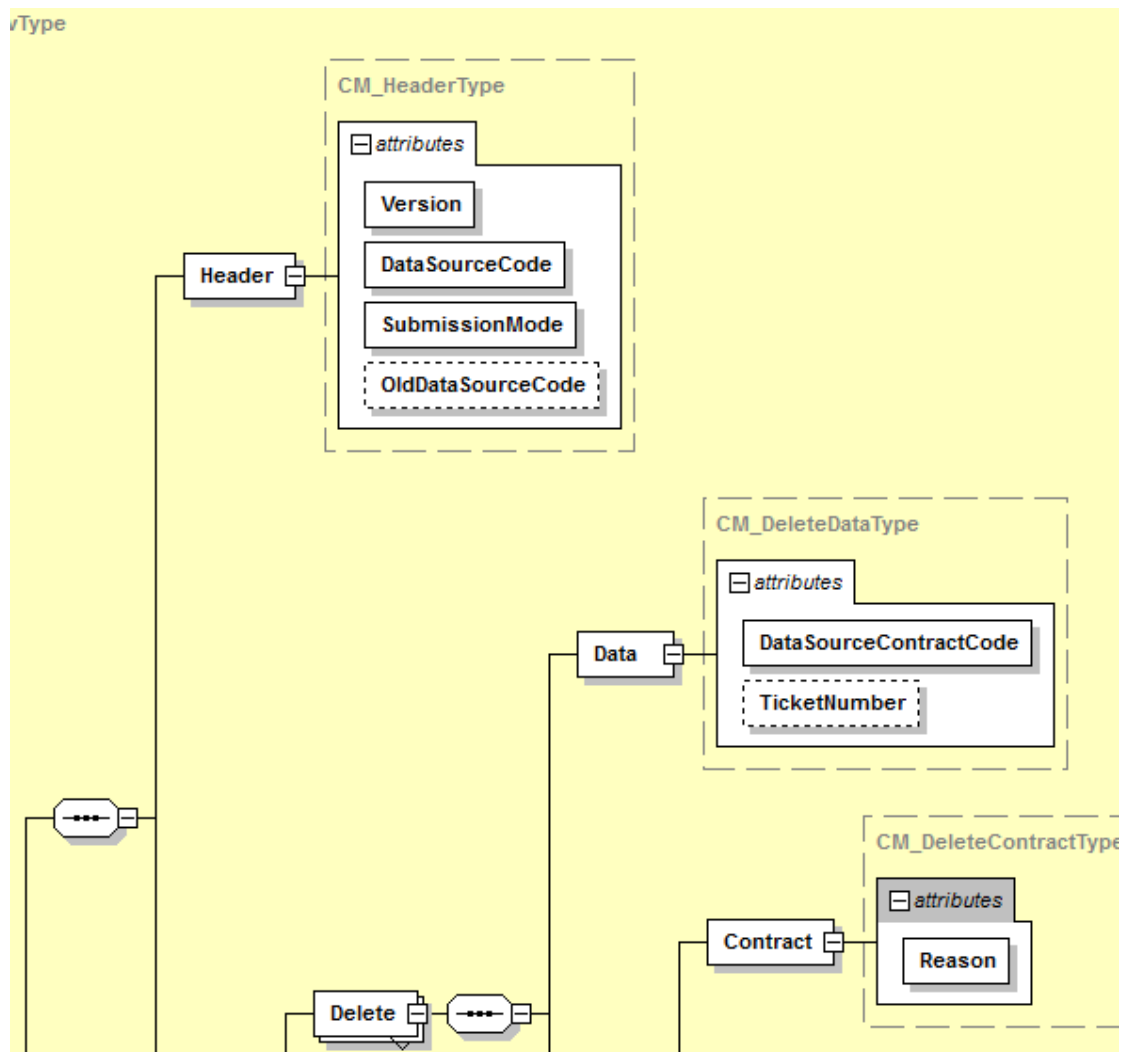 vType
CM_HeaderType
attributes
Version
DataSourceCode
Header
SubmissionMode
OldDataSourceCode
CM_DeleteDataType
attributes
Data
DataSourceContractCode
TicketNumber
CM_DeleteContractType
attributes
Contract
Reason
Delete